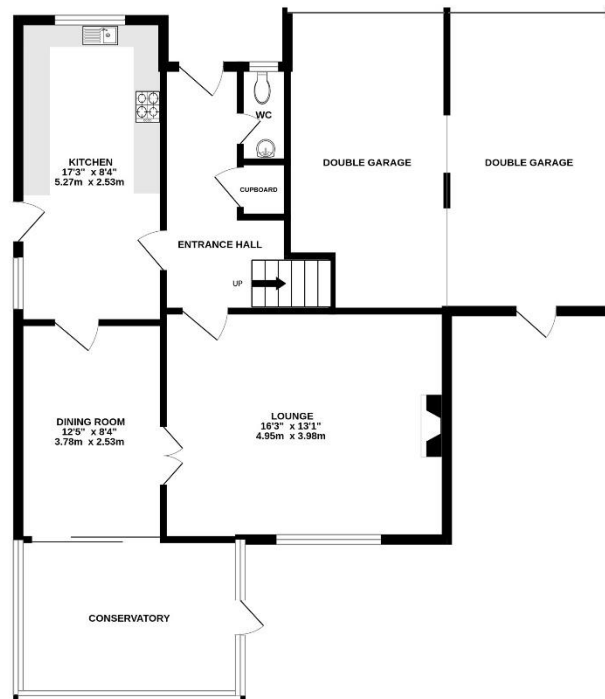 WC
KITCHEN
17'3" x 8'4"
5.27m x 2.53m
DOUBLE GARAGE
DOUBLE GARAGE
CUPBOARD
ENTRANCE HALL
UP
DINING ROOM
12'5" x 8'4"
3.78m x 2.53m
LOUNGE
16'3" x 13'1"
4.95m x 3.98m
CONSERVATORY